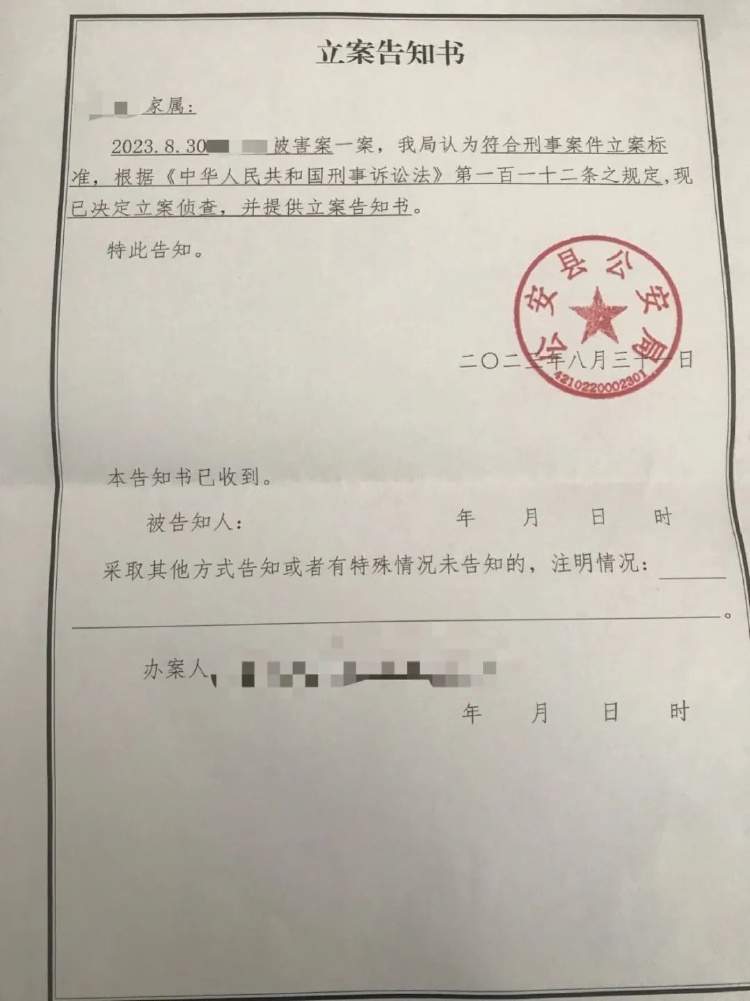 立案告知书
家属：
2023.8.30 被害案一案，我局认为符合刑事案件立案标
准，根据《中华人民共和国刑事诉讼法》第一百一十二条之规定，现
已决定立案侦查，并提供立案告知书。
特此告知。
公安县公安局
二〇二三年八月三十一日
4210220002301
本告知书已收到。
被告知人： 年 月 日 时
采取其他方式告知或者有特殊情况未告知的，注明情况：
。
办案人
年 月 日 时